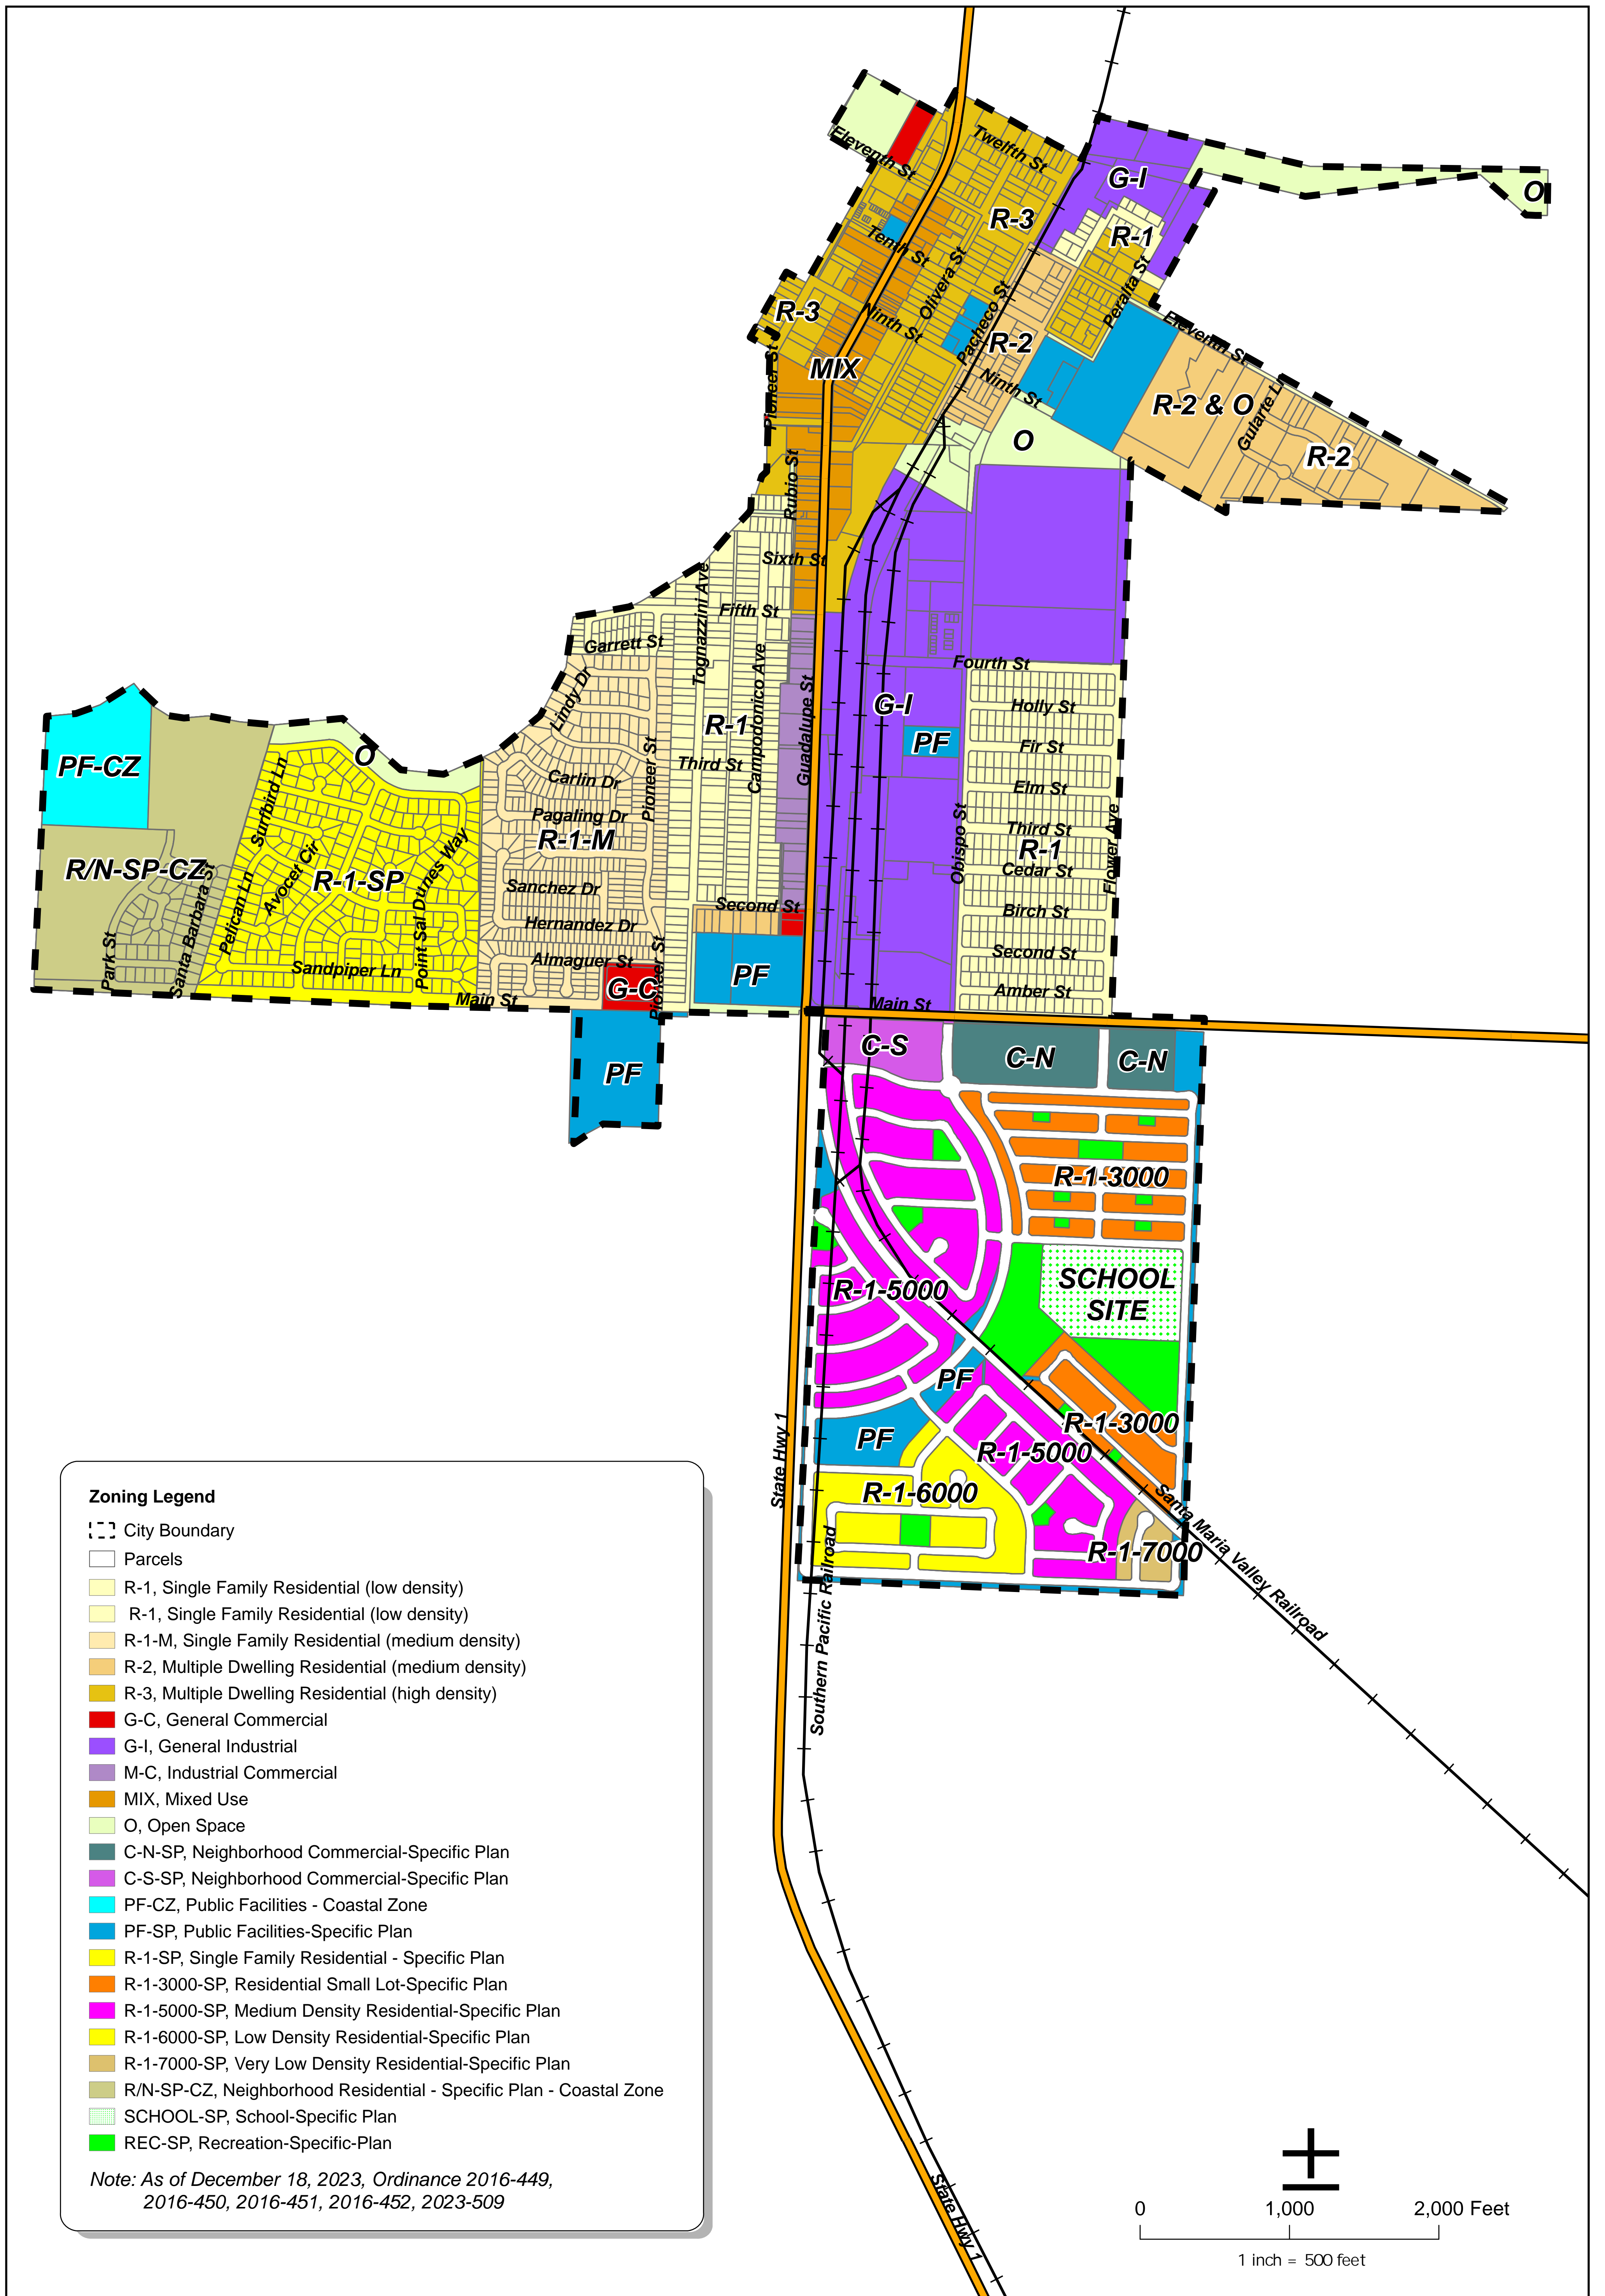 Twelfth St
Eleventh St
G-I
O
R-3
R-1
Tenth St
Olivera St
Peralta St
Pacheco St
R-3
Ninth St
Eleventh St
R-2
MIX
Pioneer St
Ninth St
R-2 & O
Gularte L
O
R-2
Rubio St
Sixth St
Tognazzini Ave
Fifth St
Garrett St
Fourth St
Lindy Dr
Campodonico Ave
Guadalupe St
G-I
Holly St
R-1
PF
Fir St
O
PF-CZ
Third St
Pioneer St
Carlin Dr
Elm St
Surfbird Ln
Pagaling Dr
Third St
R-1-M
Obispo St
R-1
Flower Ave
R/N-SP-CZ
Avocet Cir
R-1-SP
Point Sal Dunes Way
Cedar St
Sanchez Dr
Pelican Ln
Santa Barbara St
Second St
Birch St
Hernandez Dr
Park St
Second St
Almaguer St
Sandpiper Ln
Pioneer St
PF
G-C
Amber St
Main St
Main St
C-S
C-N
C-N
PF
R-1-3000
SCHOOL
SITE
R-1-5000
PF
R-1-3000
PF
R-1-5000
State Hwy 1
R-1-6000
Santa Maria Valley Railroad
R-1-7000
Southern Pacific Railroad
Zoning Legend
City Boundary
Parcels
R-1, Single Family Residential (low density)
R-1, Single Family Residential (low density)
R-1-M, Single Family Residential (medium density)
R-2, Multiple Dwelling Residential (medium density)
R-3, Multiple Dwelling Residential (high density)
G-C, General Commercial
G-I, General Industrial
M-C, Industrial Commercial
MIX, Mixed Use
O, Open Space
C-N-SP, Neighborhood Commercial-Specific Plan
C-S-SP, Neighborhood Commercial-Specific Plan
PF-CZ, Public Facilities - Coastal Zone
PF-SP, Public Facilities-Specific Plan
R-1-SP, Single Family Residential - Specific Plan
R-1-3000-SP, Residential Small Lot-Specific Plan
R-1-5000-SP, Medium Density Residential-Specific Plan
R-1-6000-SP, Low Density Residential-Specific Plan
R-1-7000-SP, Very Low Density Residential-Specific Plan
R/N-SP-CZ, Neighborhood Residential - Specific Plan - Coastal Zone
SCHOOL-SP, School-Specific Plan
REC-SP, Recreation-Specific-Plan
Note: As of December 18, 2023, Ordinance 2016-449,
2016-450, 2016-451, 2016-452, 2023-509
State Hwy 1
0 1,000 2,000 Feet
1 inch = 500 feet